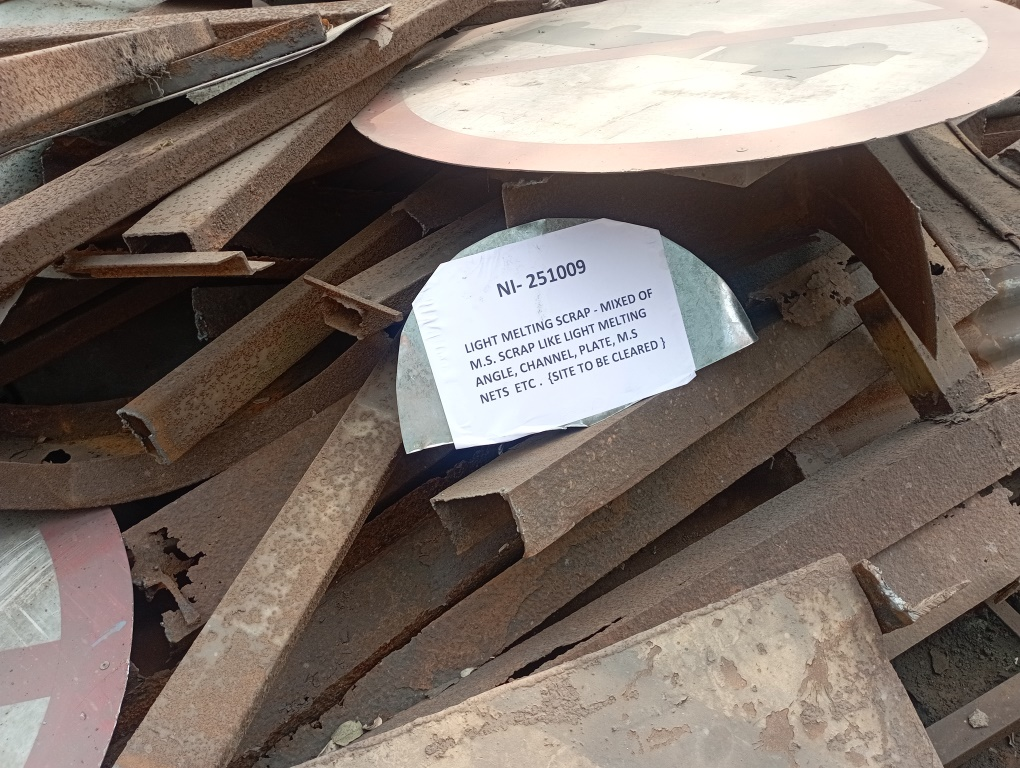 NI- 251009
LIGHT MELTING SCRAP - MIXED OF
M.S. SCRAP LIKE LIGHT MELTING
ANGLE, CHANNEL, PLATE, M.S
NETS ETC . {SITE TO BE CLEARED }